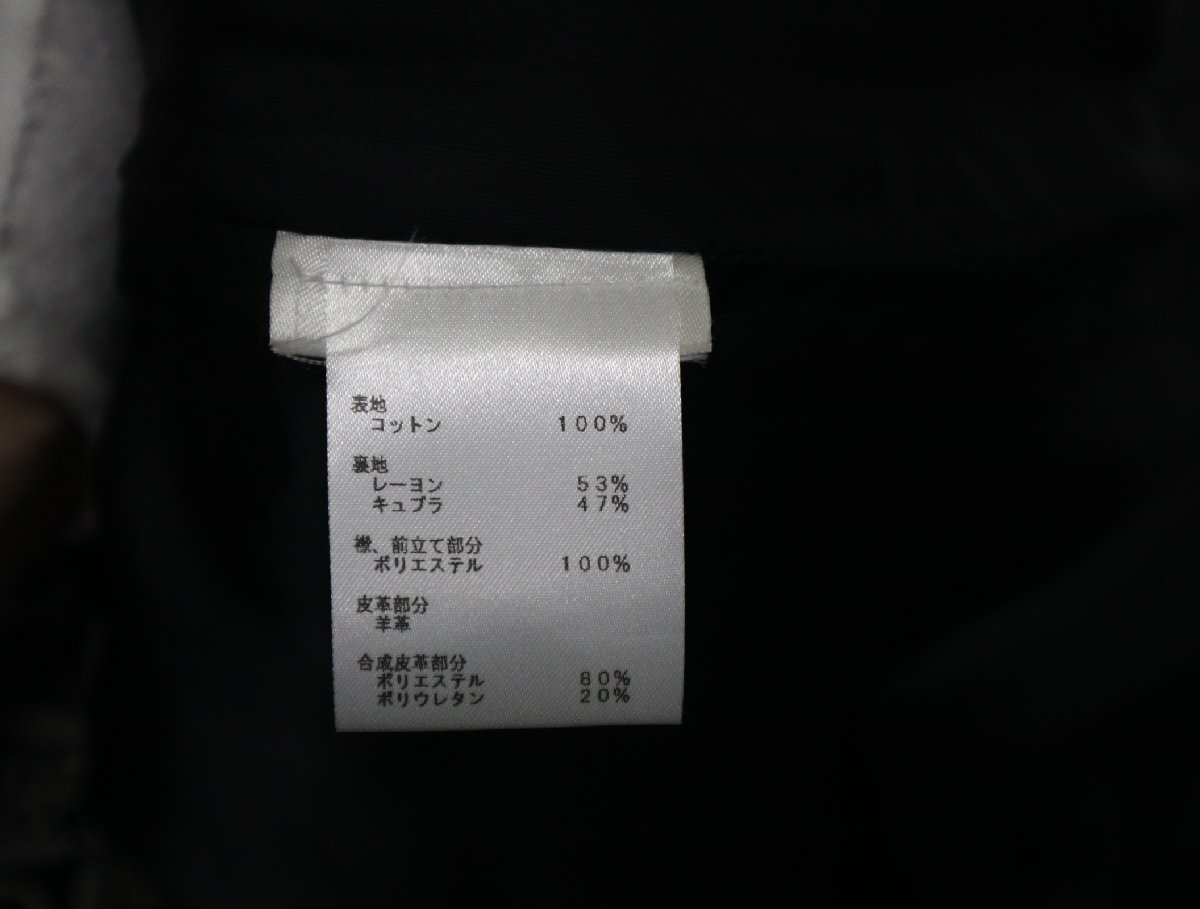 表地
コットン １００％
裏地
レーヨン ５３％
キュプラ ４７％
襟、前立て部分
ポリエステル １００％
皮革部分
羊革
合成皮革部分
ポリエステル ８０％
ポリウレタン ２０％